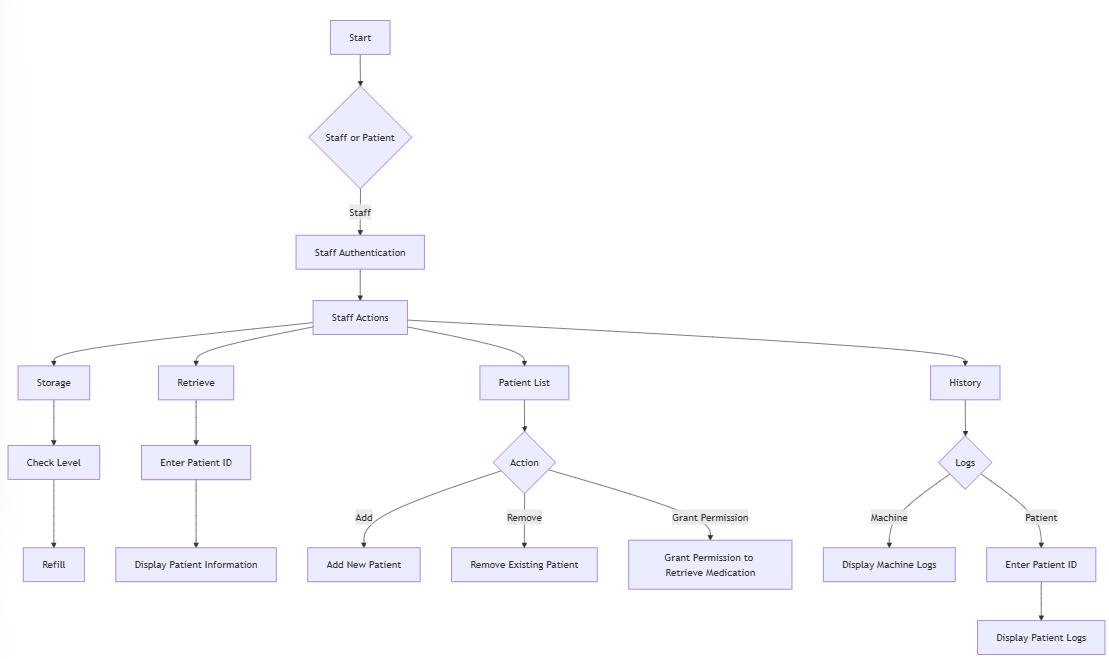 Start
Staff or Patient
Staff
Staff Authentication
Staff Actions
Storage
Retrieve
Patient List
History
Check Level
Enter Patient ID
Action
Logs
Add
Remove
Grant Permission
Machine
Patient
Refill
Display Patient Information
Add New Patient
Remove Existing Patient
Grant Permission to
Retrieve Medication
Display Machine Logs
Enter Patient ID
Display Patient Logs